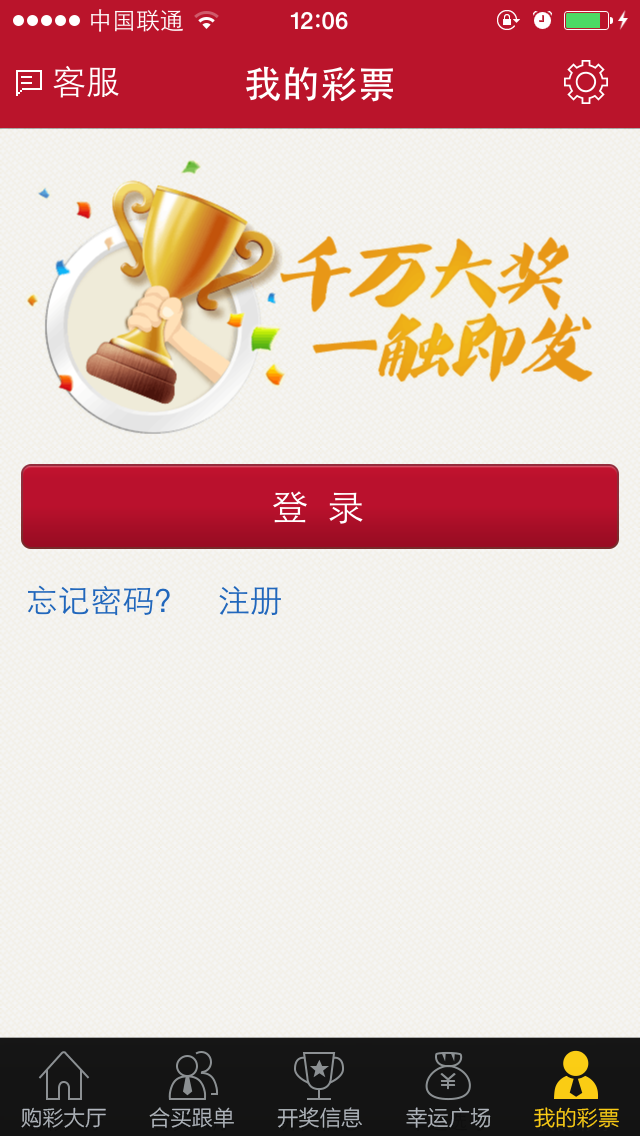 中国联通 12:06
客服 我的彩票
千万大奖
一触即发
登 录
忘记密码? 注册
购彩大厅 合买跟单 开奖信息 幸运广场 我的彩票